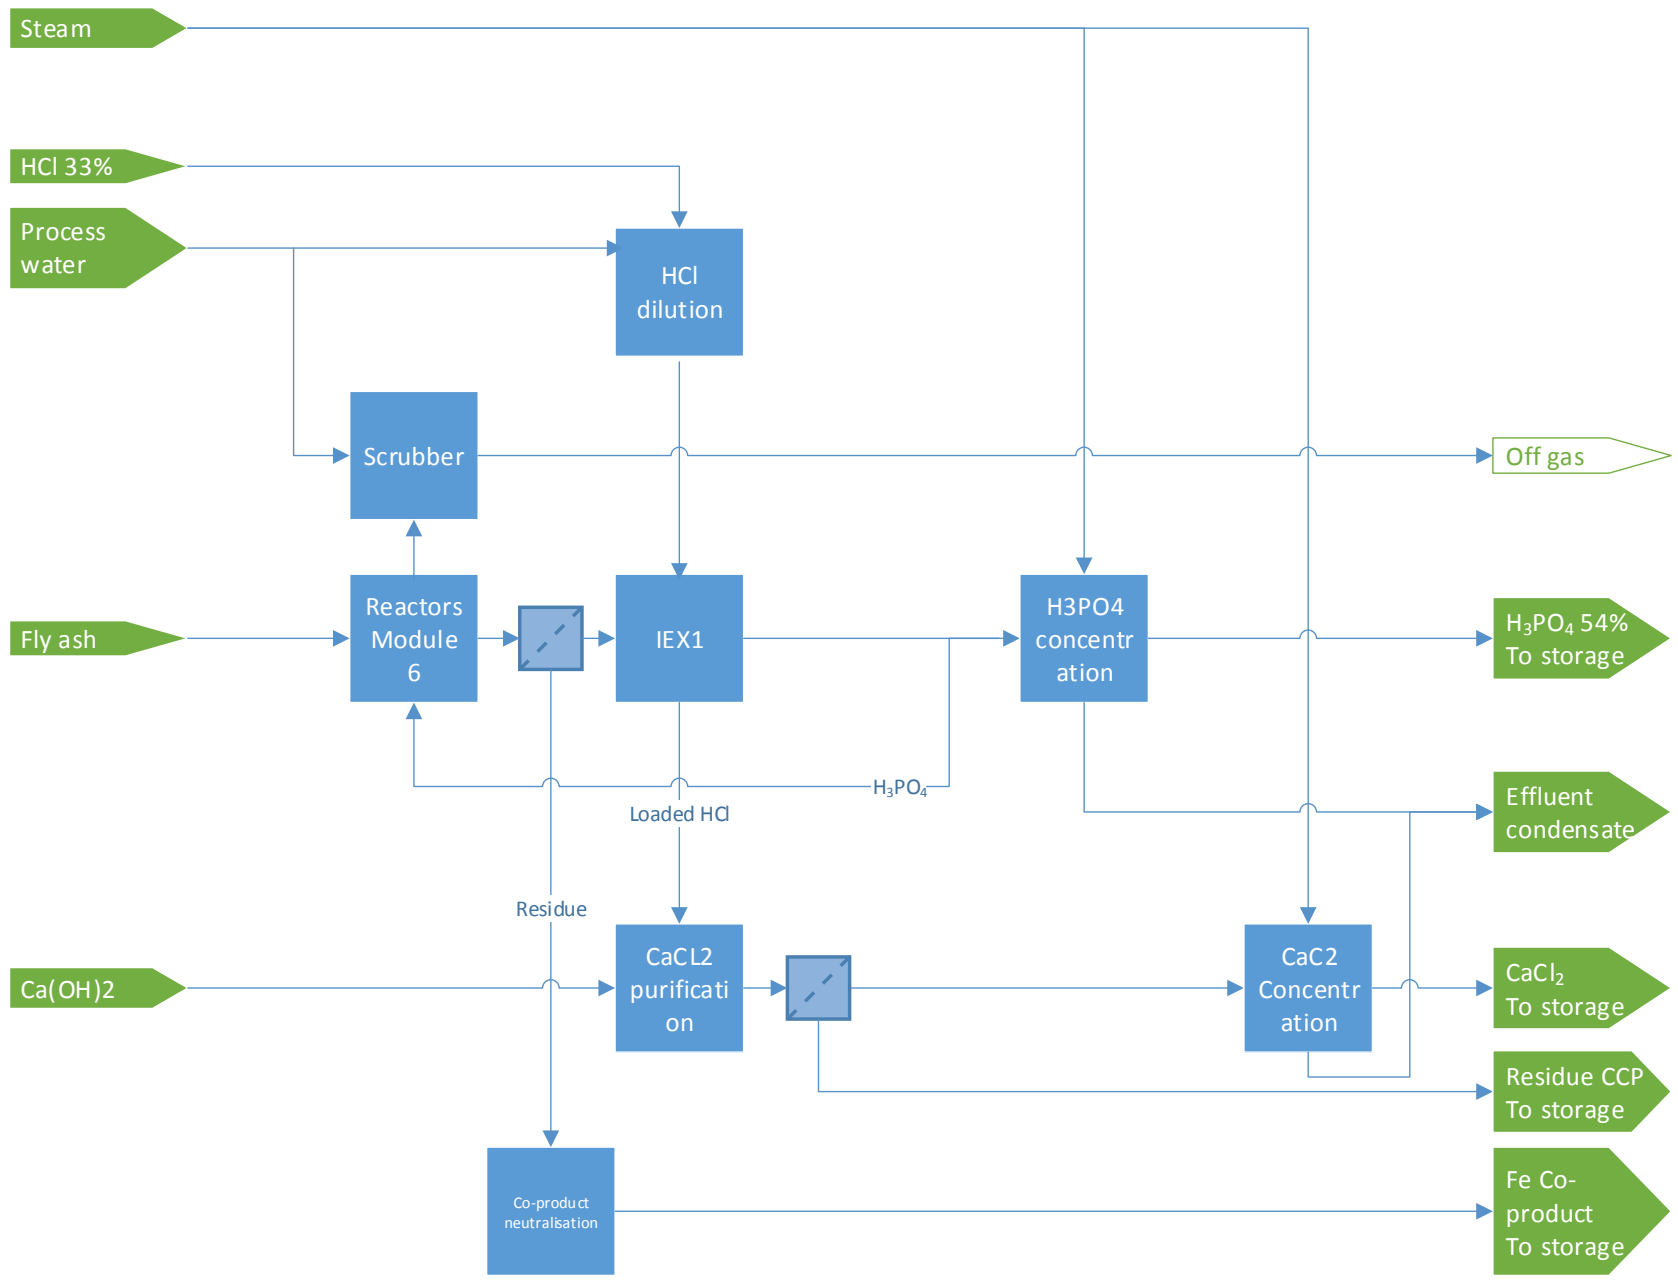 Steam
HCl 33%
Process
water
HCl
dilution
Scrubber
Off gas
Fly ash
Reactors
Module
6
IEX1
H3PO4
concentr
ation
H₃PO₄ 54%
To storage
H₃PO₄
Loaded HCl
Effluent
condensate
Residue
Ca(OH)2
CaCL2
purificati
on
CaC2
Concentr
ation
CaCl₂
To storage
Residue CCP
To storage
Co-product
neutralisation
Fe Co-
product
To storage